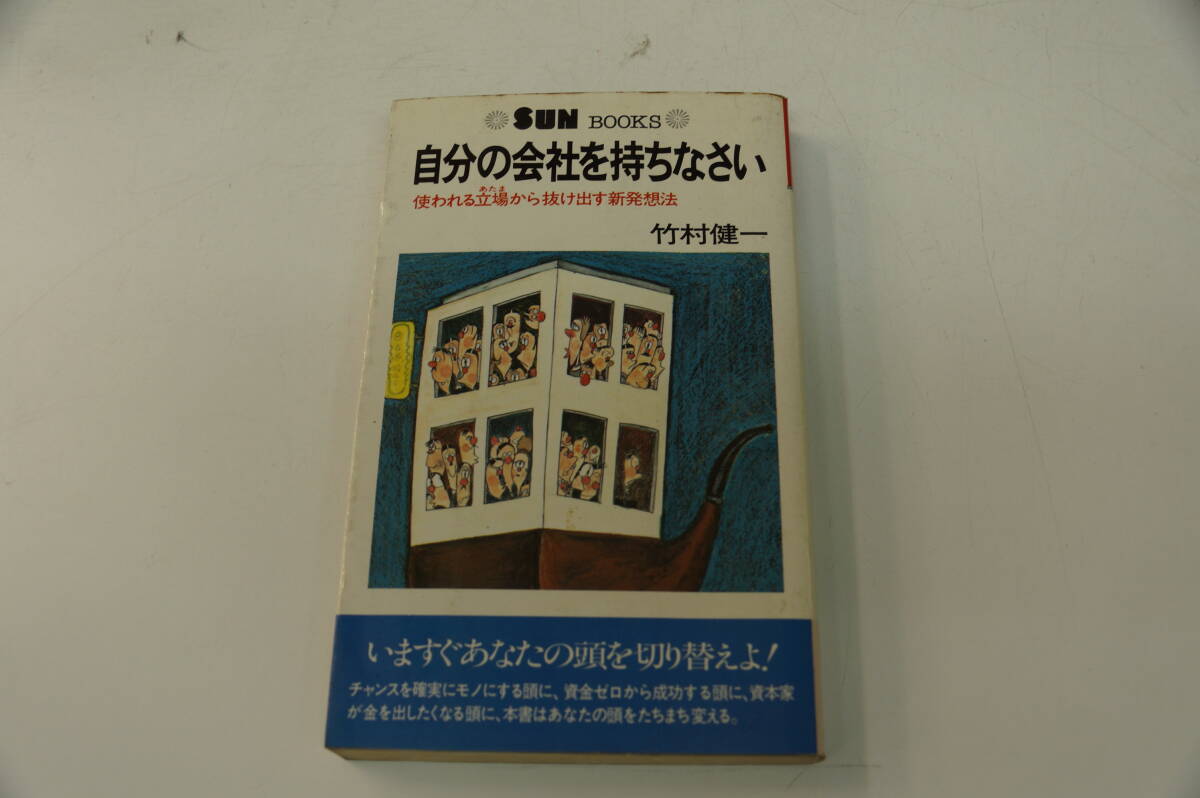 SUN BOOKS
自分の会社を持ちなさい
あたま
使われる立場から抜け出す新発想法
竹村健一
いますぐあなたの頭を切り替えよ!
チャンスを確実にモノにする頭に、資金ゼロから成功する頭に、資本家
が金を出したくなる頭に、本書はあなたの頭をたちまち変える。